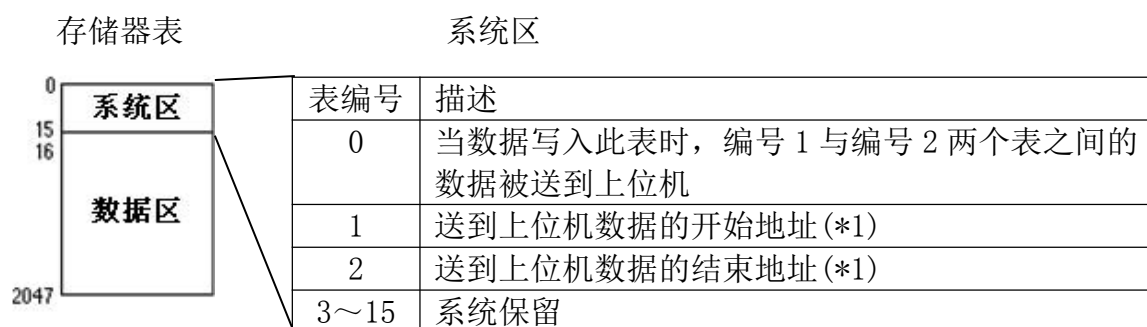 存储器表 系统区
0
系统区
15
16
数据区
2047
表编号 描述
0 当数据写入此表时，编号 1 与编号 2 两个表之间的
数据被送到上位机
1 送到上位机数据的开始地址(*1)
2 送到上位机数据的结束地址(*1)
3～15 系统保留